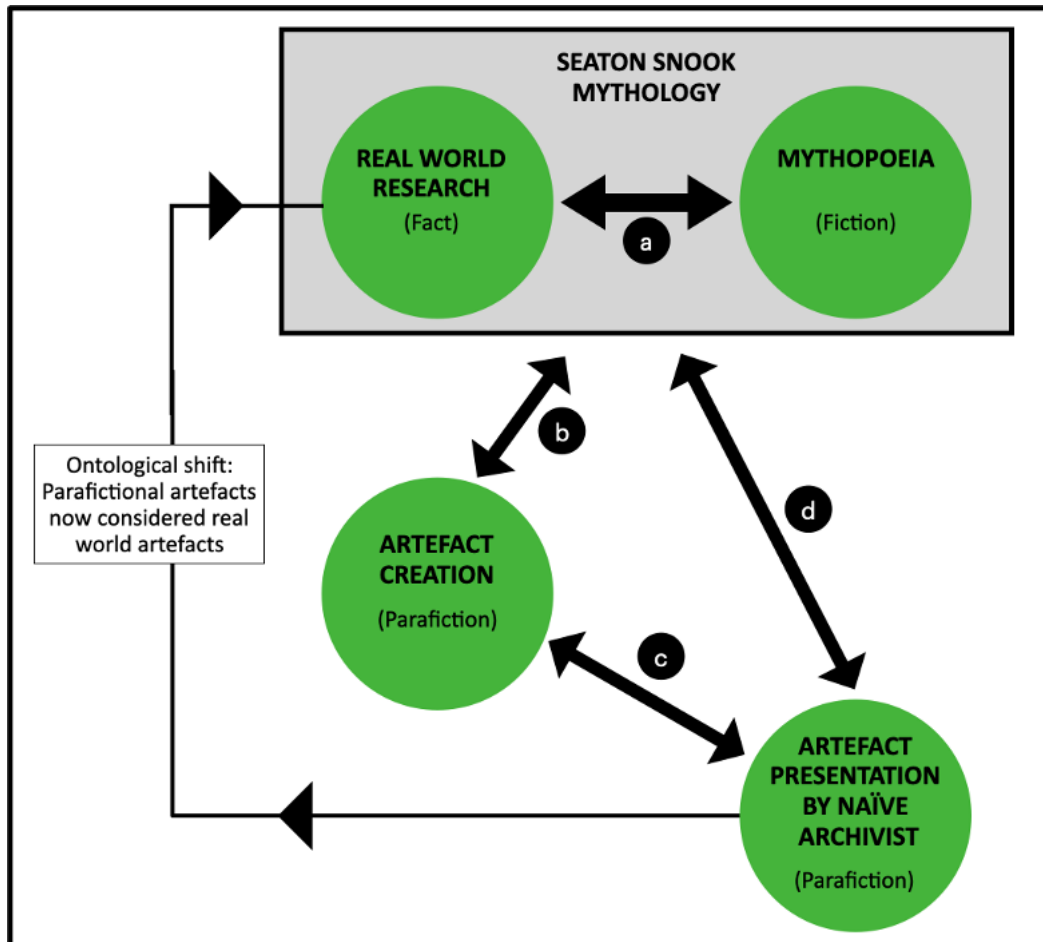 SEATON SNOOK
MYTHOLOGY
REAL WORLD
RESEARCH
(Fact)
MYTHOPOEIA
(Fiction)
a
b
d
Ontological shift:
Parafictional artefacts
now considered real
world artefacts
ARTEFACT
CREATION
(Parafiction)
c
ARTEFACT
PRESENTATION
BY NAÏVE
ARCHIVIST
(Parafiction)